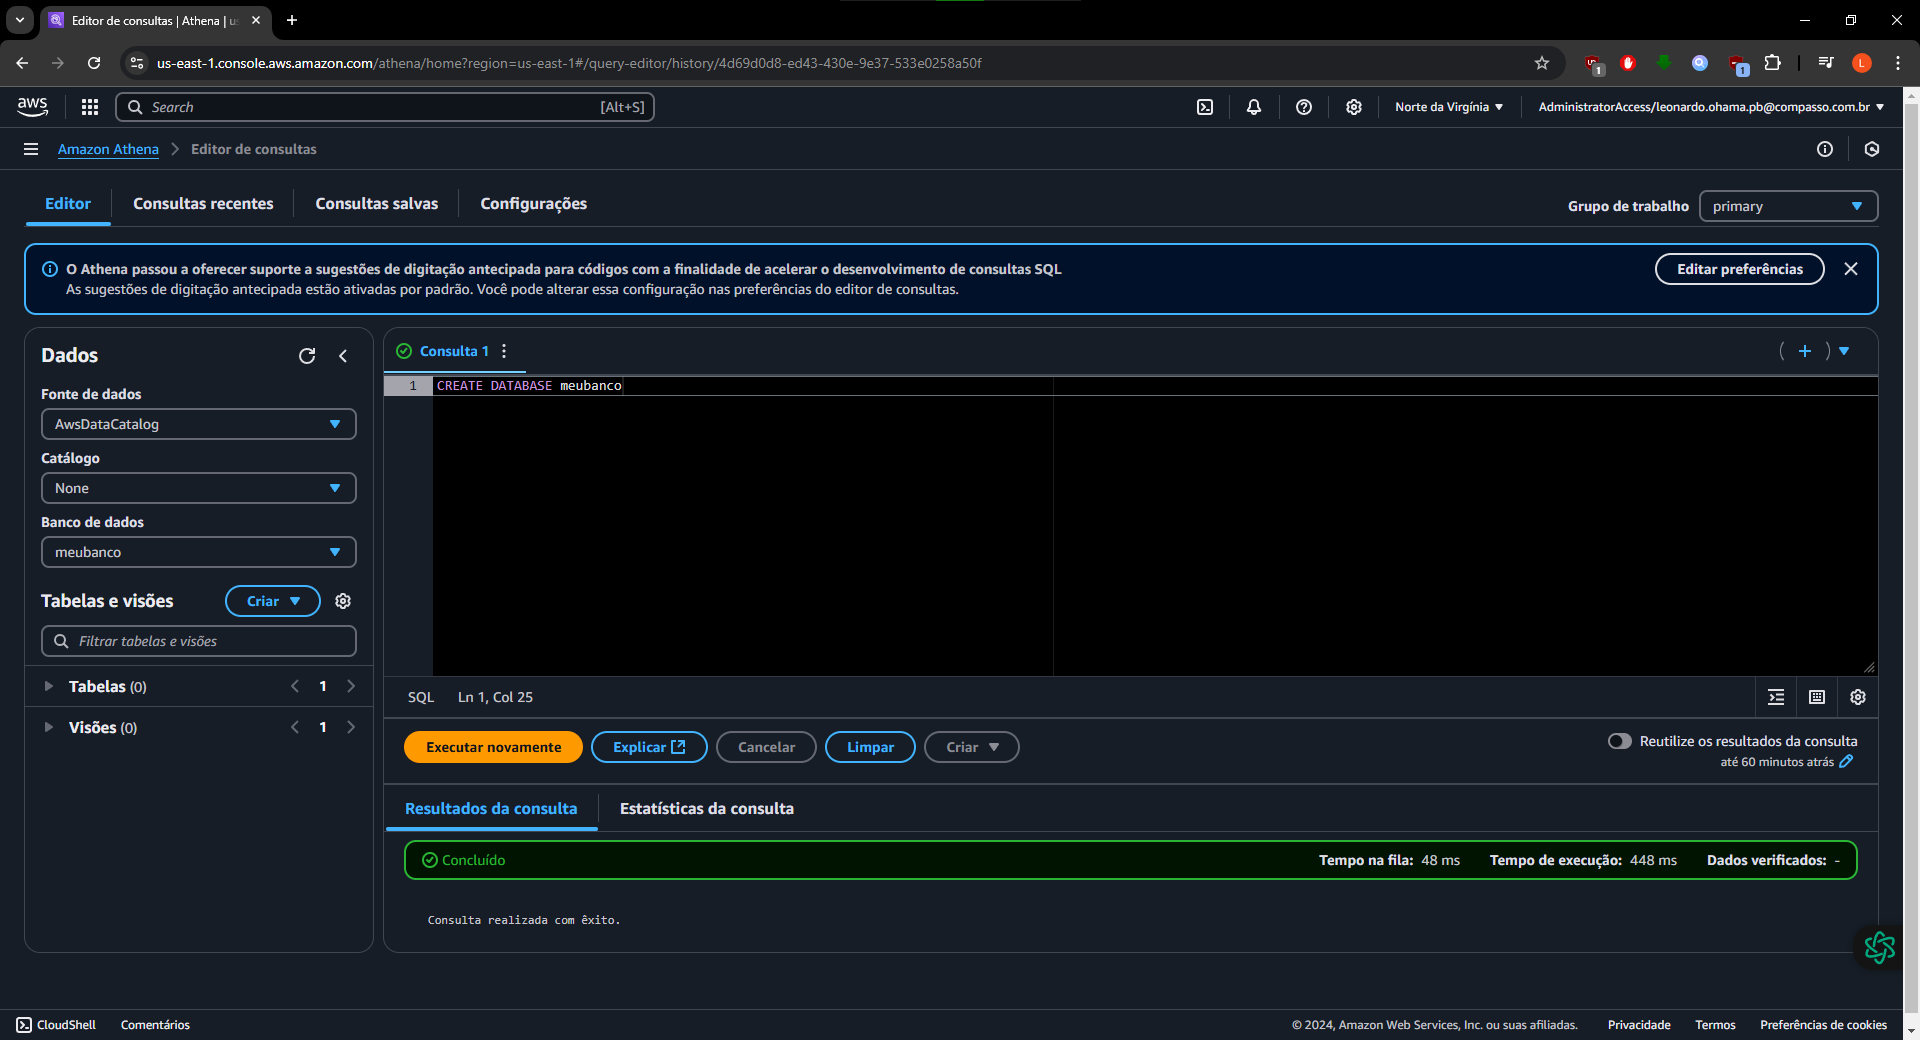 Editor de consultas | Athena | us
us-east-1.console.aws.amazon.com/athena/home?region=us-east-1#/query-editor/history/4d69d0d8-ed43-430e-9e37-533e0258a50f
1
1
L
aws
Search
[Alt+S]
Norte da Virgínia
AdministratorAccess/leonardo.ohama.pb@compasso.com.br
Amazon Athena
Editor de consultas
Editor
Consultas recentes
Consultas salvas
Configurações
Grupo de trabalho
primary
O Athena passou a oferecer suporte a sugestões de digitação antecipada para códigos com a finalidade de acelerar o desenvolvimento de consultas SQL
As sugestões de digitação antecipada estão ativadas por padrão. Você pode alterar essa configuração nas preferências do editor de consultas.
Editar preferências
Dados
Fonte de dados
AwsDataCatalog
Catálogo
None
Banco de dados
meubanco
Tabelas e visões
Criar
Filtrar tabelas e visões
Tabelas (0)
1
Visões (0)
1
Consulta 1
1 CREATE DATABASE meubanco
SQL
Ln 1, Col 25
Executar novamente
Explicar
Cancelar
Limpar
Criar
Reutilize os resultados da consulta
até 60 minutos atrás
Resultados da consulta
Estatísticas da consulta
Concluído
Tempo na fila: 48 ms
Tempo de execução: 448 ms
Dados verificados: -
Consulta realizada com êxito.
CloudShell
Comentários
© 2024, Amazon Web Services, Inc. ou suas afiliadas.
Privacidade
Termos
Preferências de cookies